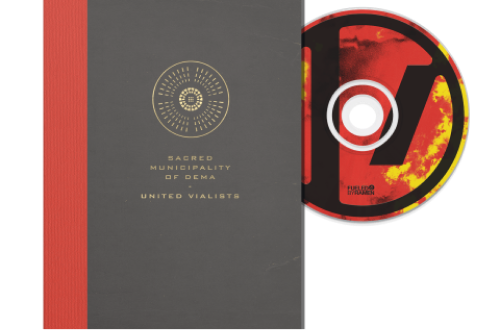 SACRED
MUNICIPALITY
OF DEMA
UNITED VIALISTS
FUELED
BY RAMEN